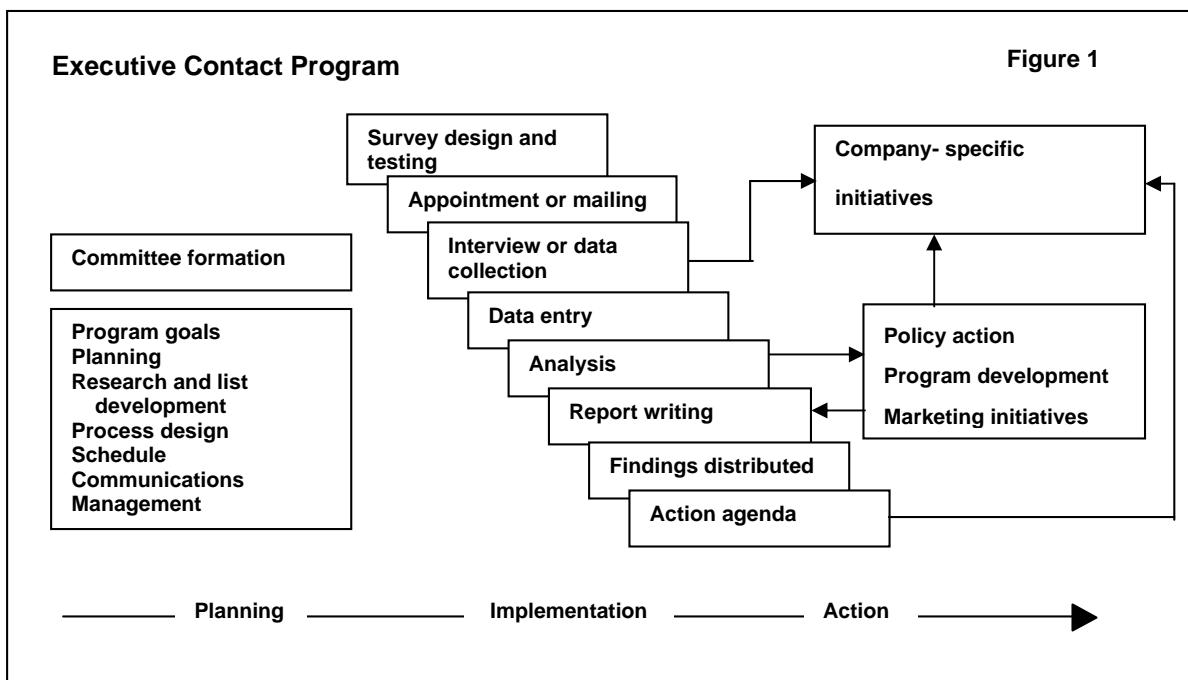 Executive Contact Program
Figure 1
Survey design and
testing
Appointment or mailing
Interview or data
collection
Data entry
Analysis
Report writing
Findings distributed
Action agenda
Committee formation
Program goals
Planning
Research and list
development
Process design
Schedule
Communications
Management
Company- specific
initiatives
Policy action
Program development
Marketing initiatives
Planning
Implementation
Action